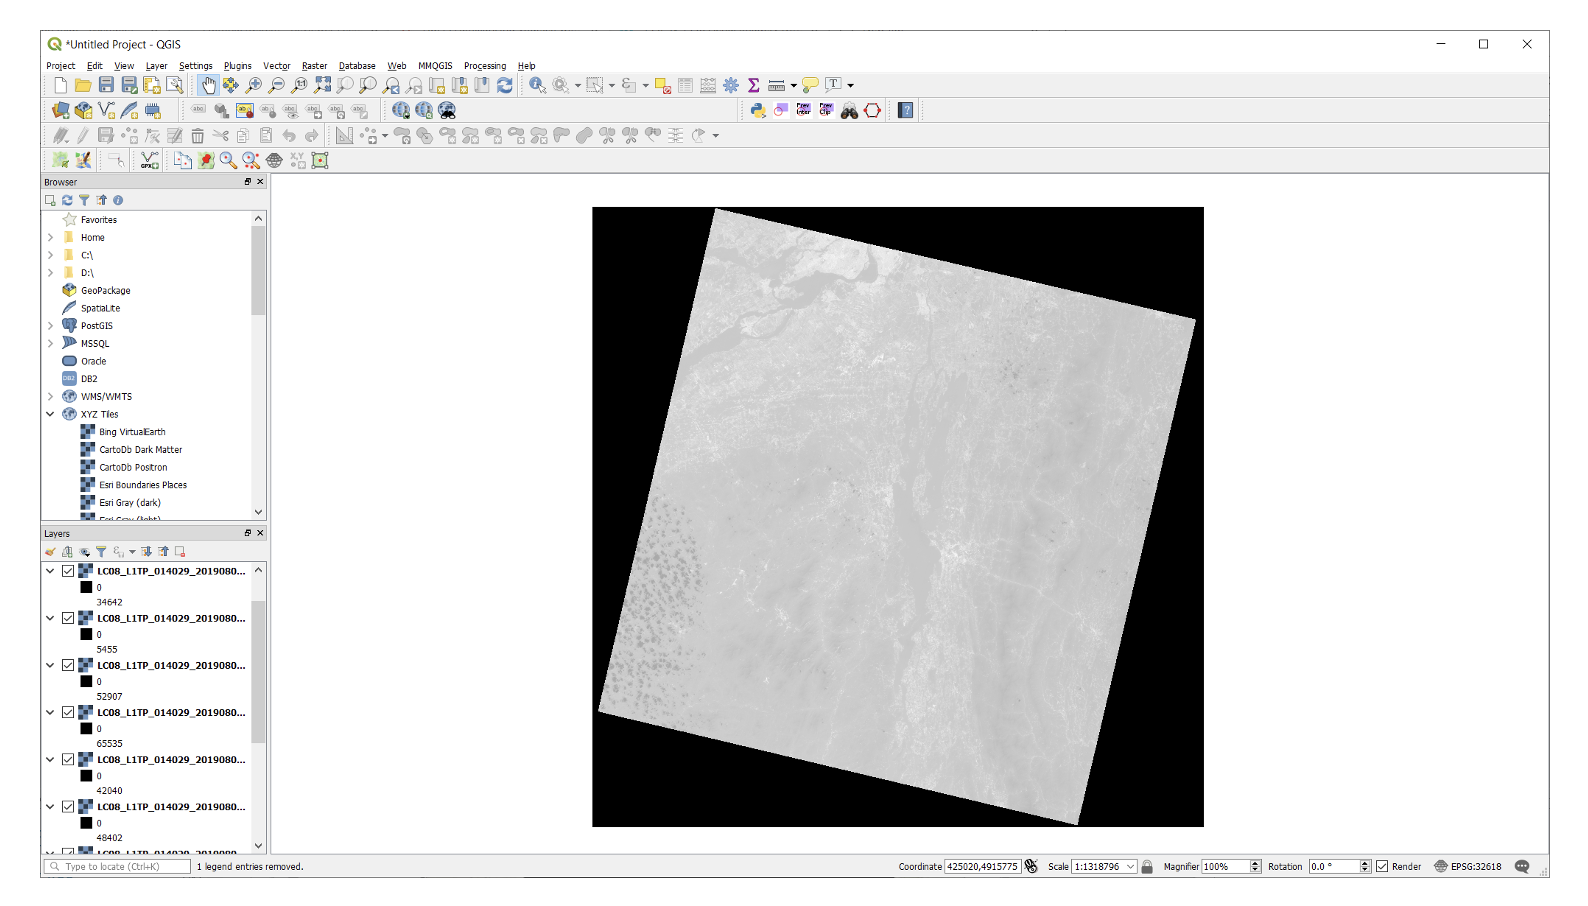 *Untitled Project - QGIS
Project Edit View Layer Settings Plugins Vector Raster Database Web MMQGIS Processing Help
Browser
Favorites
Home
C:\
D:\
GeoPackage
SpatiaLite
PostGIS
MSSQL
Oracle
DB2
WMS/WMTS
XYZ Tiles
Bing VirtualEarth
CartoDb Dark Matter
CartoDb Positron
Esri Boundaries Places
Esri Gray (dark)
Esri Gray (light)
Layers
LC08_L1TP_014029_2019080...
0
34642
LC08_L1TP_014029_2019080...
0
5455
LC08_L1TP_014029_2019080...
0
52907
LC08_L1TP_014029_2019080...
0
65535
LC08_L1TP_014029_2019080...
0
42040
LC08_L1TP_014029_2019080...
0
48402
LC08_L1TP_014029_2019080...
Type to locate (Ctrl+K) 1 legend entries removed. Coordinate 425020,4915775 Scale 1:1318796 Magnifier 100% Rotation 0.0 ° Render EPSG:32618